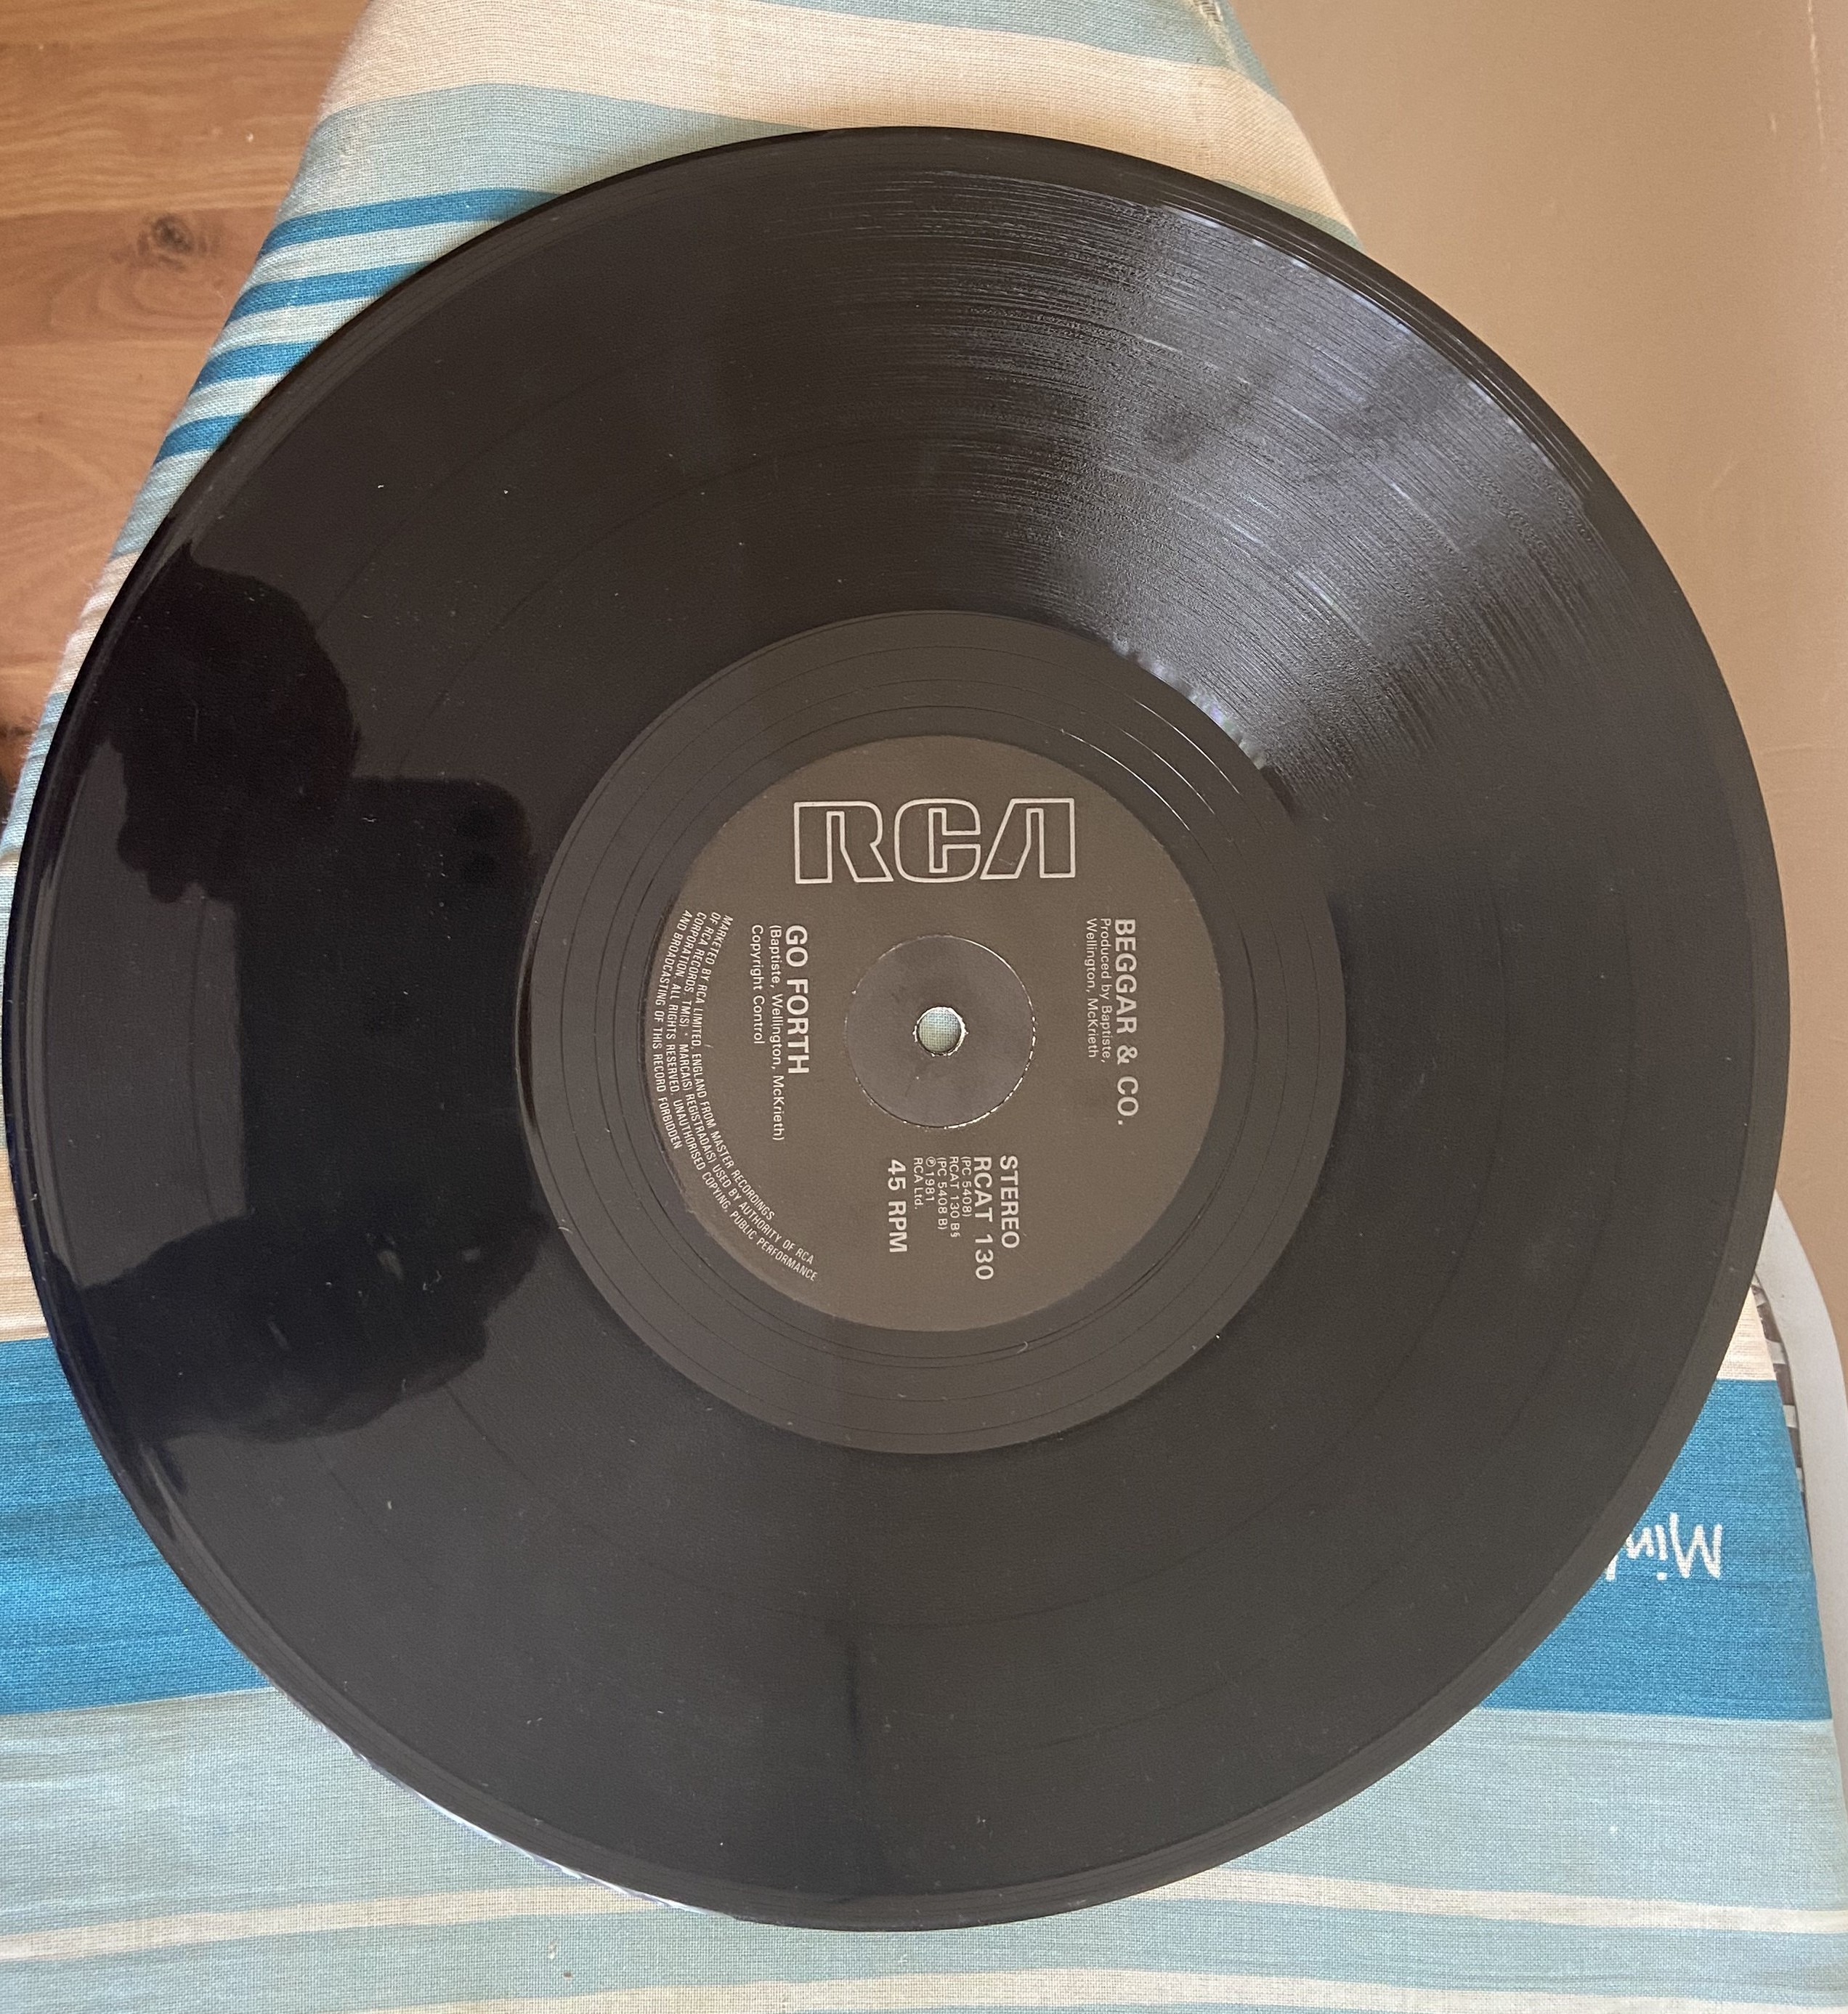 RCA
BEGGAR & CO.
Produced by Baptiste,
Wellington, McKrieth
STEREO
RCAT 130
(PC 5408)
RCAT 130 B§
(PC 5408 B)
℗ 1981
RCA Ltd.
45 RPM
GO FORTH
(Baptiste, Wellington, McKrieth)
Copyright Control
MARKETED BY RCA LIMITED, ENGLAND FROM MASTER RECORDINGS
OF RCA RECORDS. TM(S) • MARCA(S) REGISTRADA(S) USED BY AUTHORITY OF RCA
CORPORATION. ALL RIGHTS RESERVED. UNAUTHORISED COPYING, PUBLIC PERFORMANCE
AND BROADCASTING OF THIS RECORD FORBIDDEN